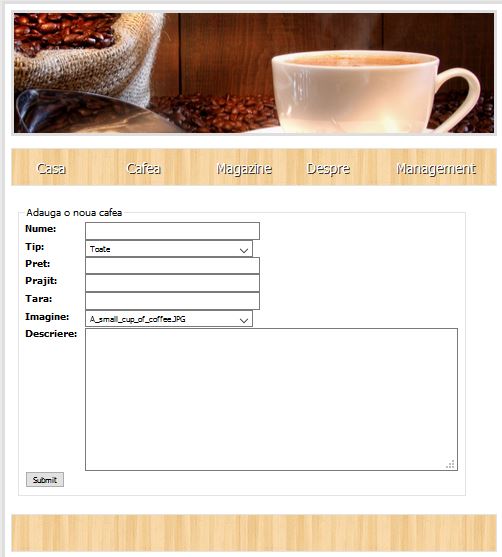 Casa Cafea Magazine Despre Management
Adauga o noua cafea
Nume:
Tip: Toate
Pret:
Prajit:
Tara:
Imagine: A_small_cup_of_coffee.JPG
Descriere:
Submit